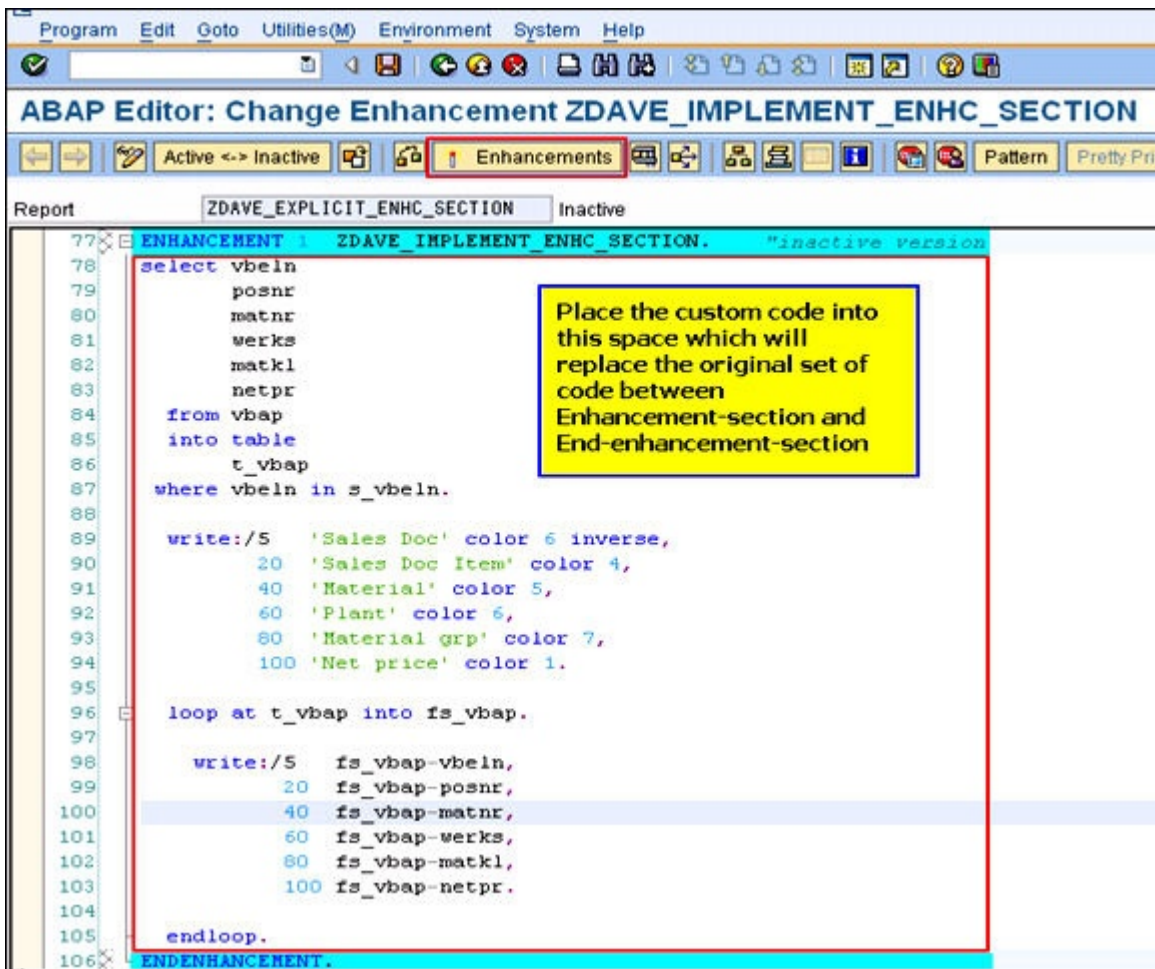 Program Edit Goto Utilities(M) Environment System Help
ABAP Editor: Change Enhancement ZDAVE_IMPLEMENT_ENHC_SECTION
Active <-> Inactive Enhancements Pattern Pretty Pri
Report ZDAVE_EXPLICIT_ENHC_SECTION Inactive
77 ENHANCEMENT 1 ZDAVE_IMPLEMENT_ENHC_SECTION. "inactive version
78 select vbeln
79 posnr
80 matnr
81 werks
82 matkl
83 netpr
84 from vbap
85 into table
86 t_vbap
87 where vbeln in s_vbeln.
88
89 write:/5 'Sales Doc' color 6 inverse,
90 20 'Sales Doc Item' color 4,
91 40 'Material' color 5,
92 60 'Plant' color 6,
93 80 'Material grp' color 7,
94 100 'Net price' color 1.
95
96 loop at t_vbap into fs_vbap.
97
98 write:/5 fs_vbap-vbeln,
99 20 fs_vbap-posnr,
100 40 fs_vbap-matnr,
101 60 fs_vbap-werks,
102 80 fs_vbap-matkl,
103 100 fs_vbap-netpr.
104
105 endloop.
106 ENDENHANCEMENT.
Place the custom code into
this space which will
replace the original set of
code between
Enhancement-section and
End-enhancement-section